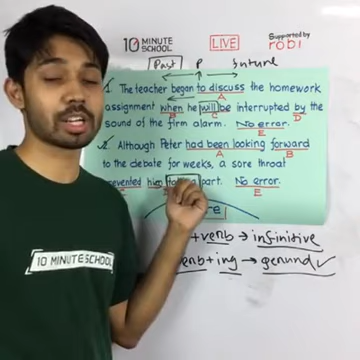 10 MINUTE SCHOOL
LIVE
Supported by
robi
Past P Future
1. The teacher began to discuss the homework
A
assignment when he will be interrupted by the
B C D
sound of the firm alarm. No error.
E
2. Although Peter had been looking forward
A B
to the debate for weeks, a sore throat
prevented him part. No error.
E
+ verb → infinitive
verb + ing → gerund ✓
10 MINUTE SCHOOL